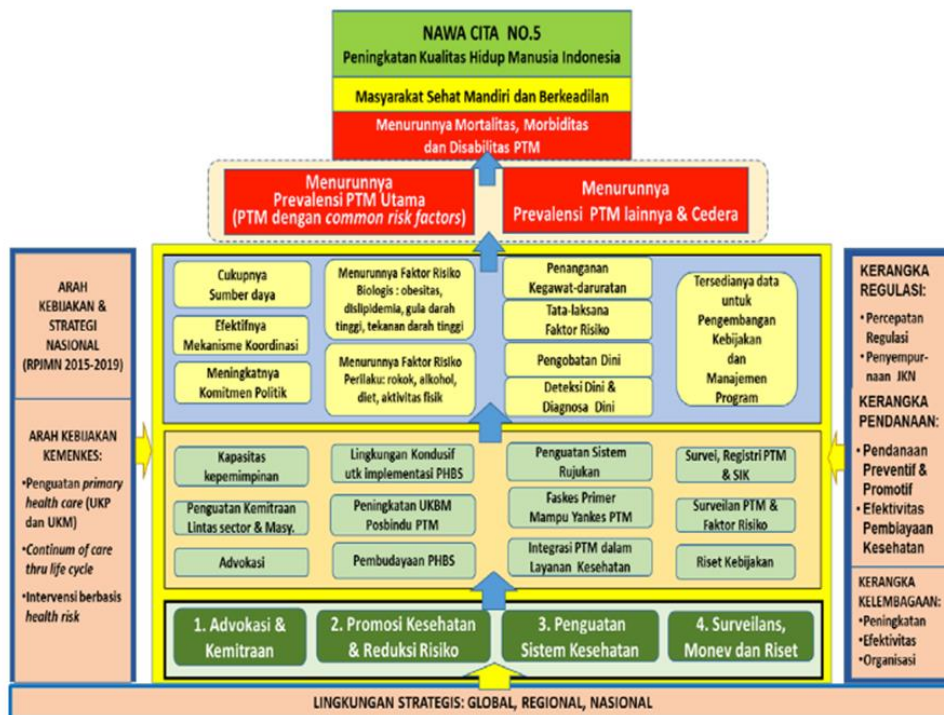 NAWA CITA NO.5
Peningkatan Kualitas Hidup Manusia Indonesia
Masyarakat Sehat Mandiri dan Berkeadilan
Menurunnya Mortalitas, Morbiditas
dan Disabilitas PTM
Menurunnya
Prevalensi PTM Utama
(PTM dengan common risk factors)
Menurunnya
Prevalensi PTM lainnya & Cedera
ARAH
KEBIJAKAN &
STRATEGI
NASIONAL
(RPJMN 2015-2019)
ARAH KEBIJAKAN
KEMENKES:
•Penguatan primary
health care (UKP
dan UKM)
•Continum of care
thru life cycle
•Intervensi berbasis
health risk
Cukupnya
Sumber daya
Efektifnya
Mekanisme Koordinasi
Meningkatnya
Komitmen Politik
Menurunnya Faktor Risiko
Biologis : obesitas,
dislipidemia, gula darah
tinggi, tekanan darah tinggi
Menurunnya Faktor Risiko
Perilaku: rokok, alkohol,
diet, aktivitas fisik
Penanganan
Kegawat-daruratan
Tata-laksana
Faktor Risiko
Pengobatan Dini
Deteksi Dini &
Diagnosa Dini
Tersedianya data
untuk
Pengembangan
Kebijakan
dan
Manajemen
Program
Kapasitas
kepemimpinan
Penguatan Kemitraan
Lintas sector & Masy.
Advokasi
Lingkungan Kondusif
utk implementasi PHBS
Peningkatan UKBM
Posbindu PTM
Pembudayaan PHBS
Penguatan Sistem
Rujukan
Faskes Primer
Mampu Yankes PTM
Integrasi PTM dalam
Layanan Kesehatan
Survei, Registri PTM
& SIK
Surveilan PTM &
Faktor Risiko
Riset Kebijakan
1. Advokasi &
Kemitraan
2. Promosi Kesehatan
& Reduksi Risiko
3. Penguatan
Sistem Kesehatan
4. Surveilans,
Monev dan Riset
KERANGKA
REGULASI:
• Percepatan
Regulasi
• Penyempur-
naan JKN
KERANGKA
PENDANAAN:
• Pendanaan
Preventif &
Promotif
• Efektivitas
Pembiayaan
Kesehatan
KERANGKA
KELEMBAGAAN:
•Peningkatan
•Efektivitas
•Organisasi
LINGKUNGAN STRATEGIS: GLOBAL, REGIONAL, NASIONAL